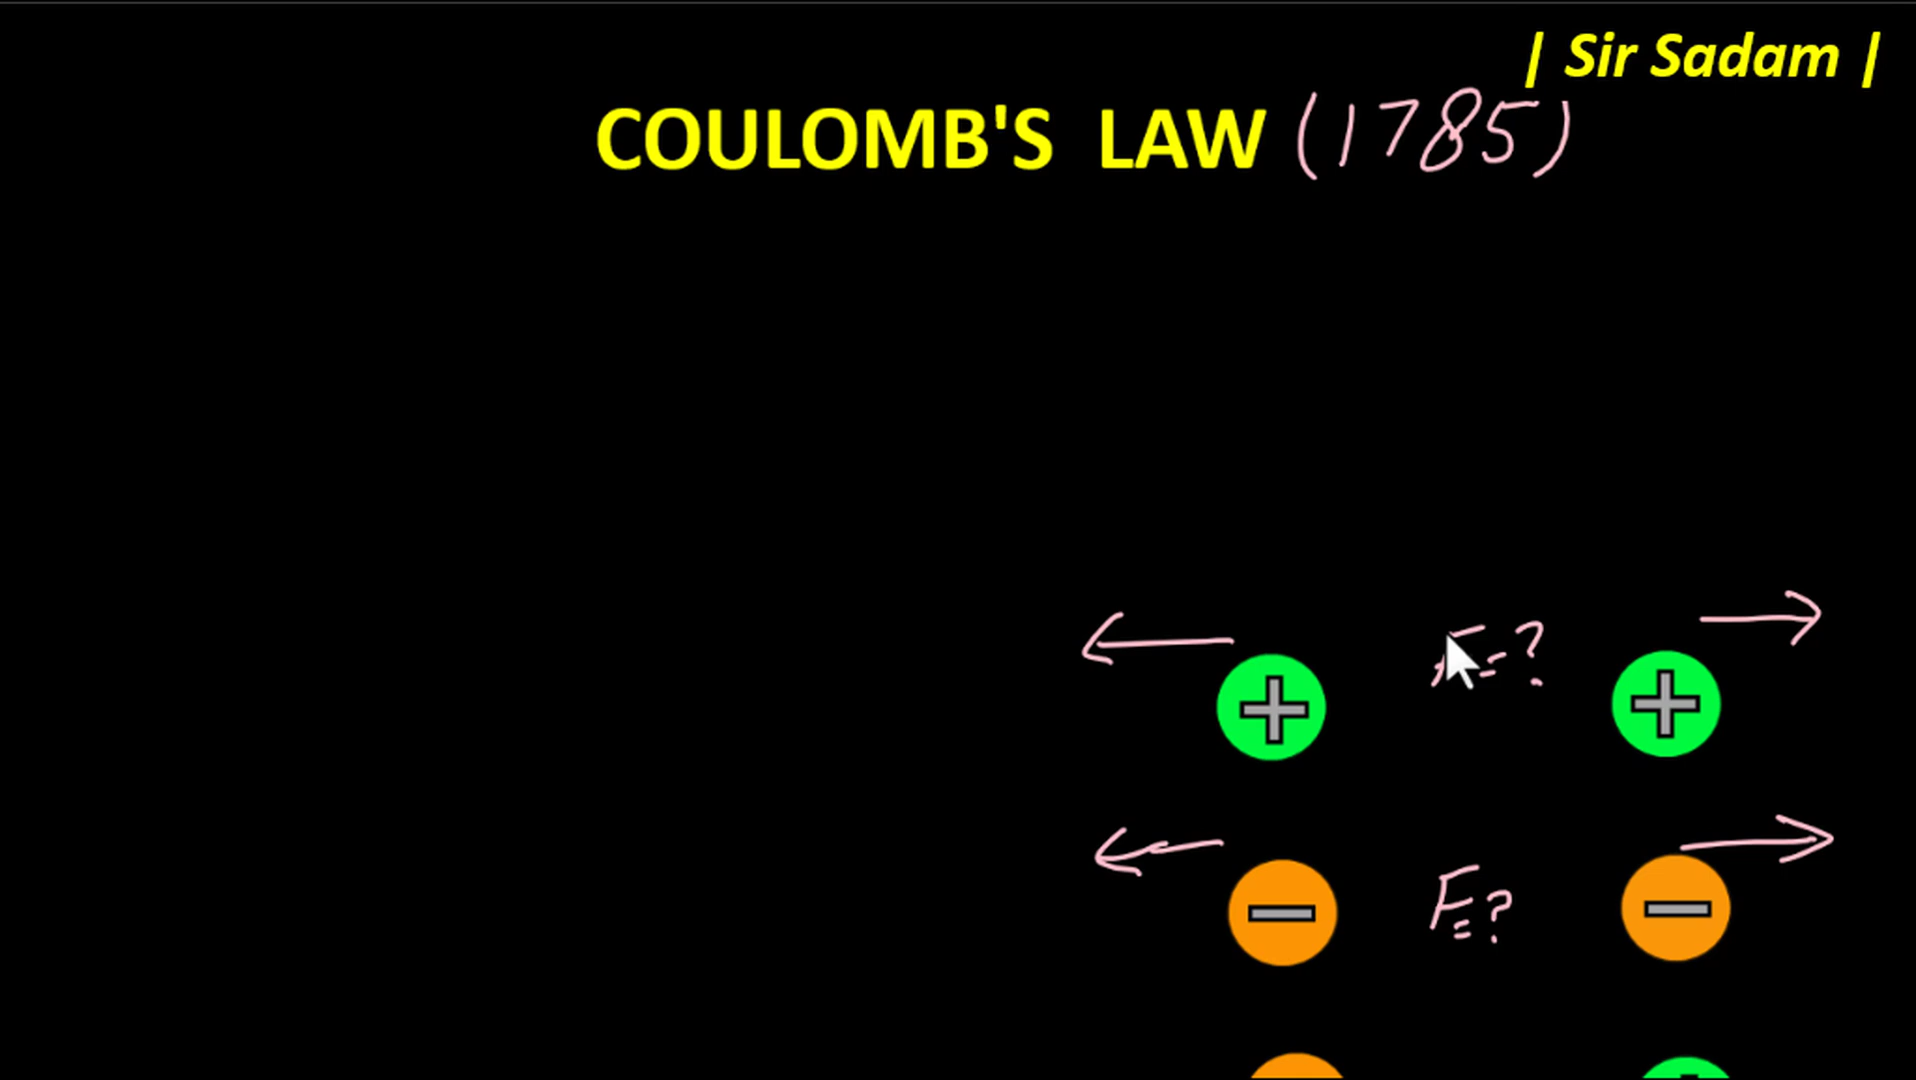 | Sir Sadam |
COULOMB'S LAW (1785)
F=?
+ +
F=?
- -